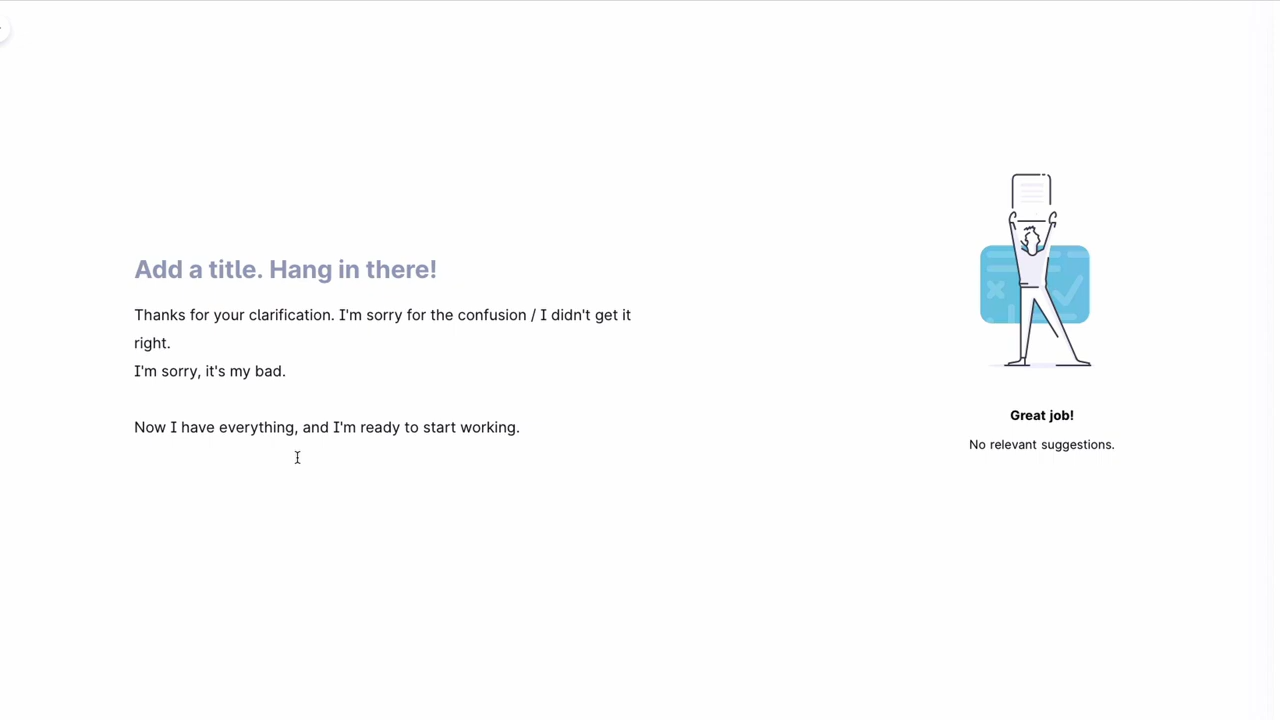 Add a title. Hang in there!
Thanks for your clarification. I'm sorry for the confusion / I didn't get it
right.
I'm sorry, it's my bad.
Now I have everything, and I'm ready to start working.
Great job!
No relevant suggestions.